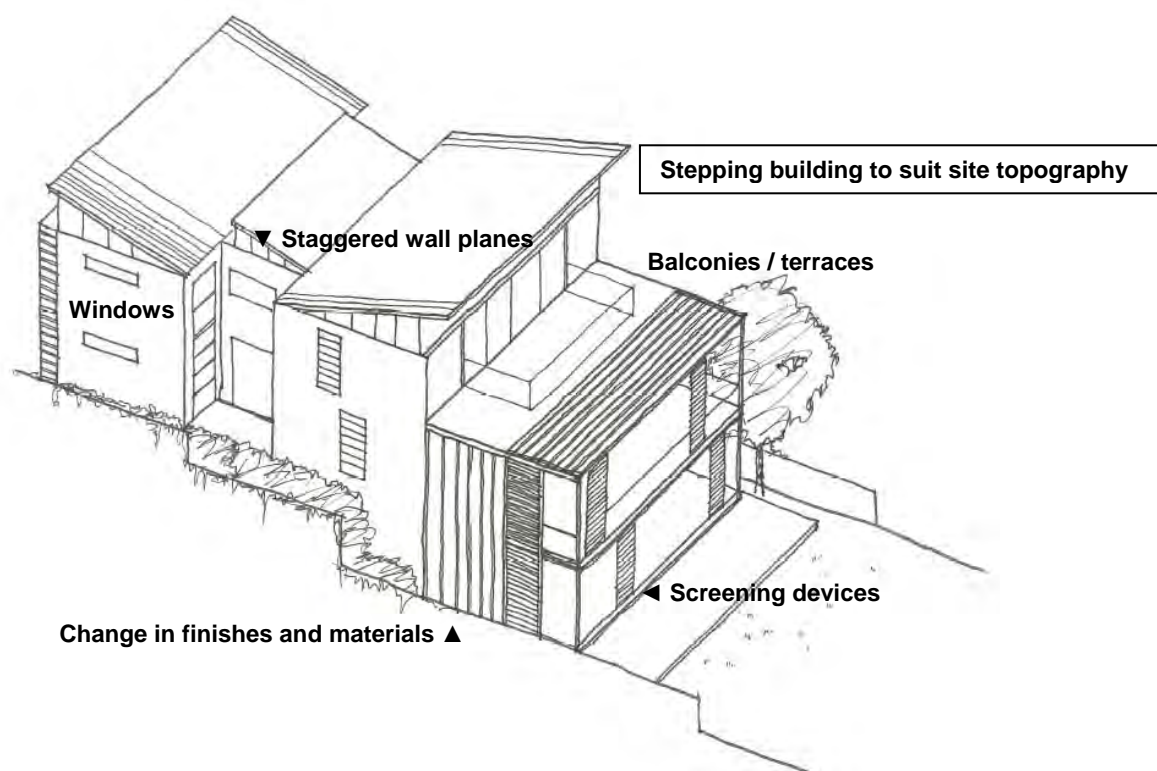 Stepping building to suit site topography
▼ Staggered wall planes
Balconies / terraces
Windows
◄ Screening devices
Change in finishes and materials ▲